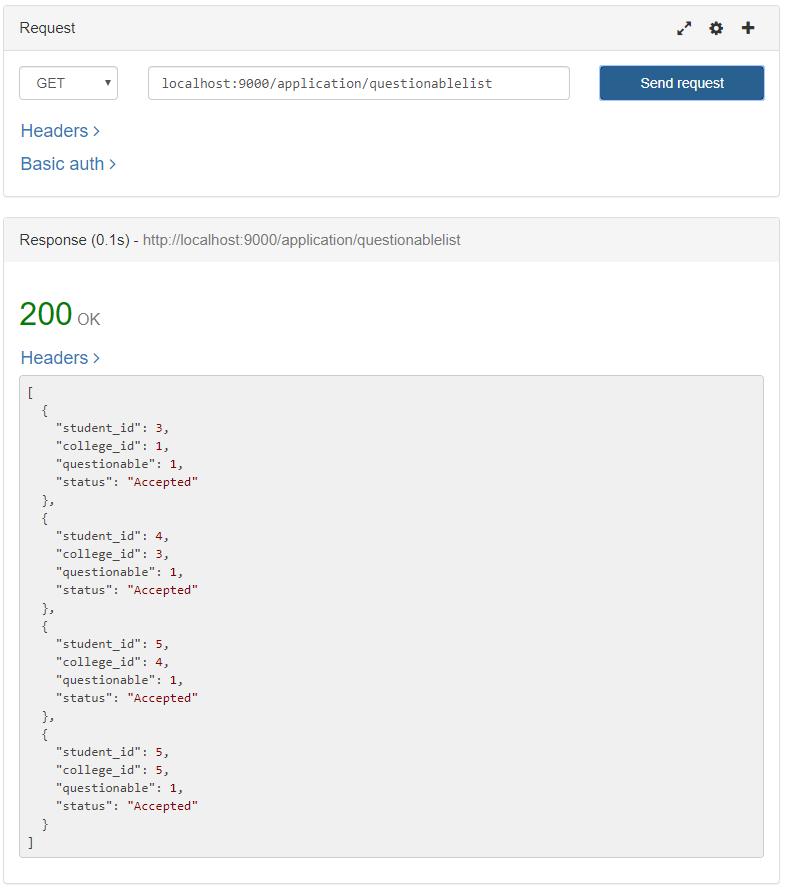 Request
GET localhost:9000/application/questionablelist Send request
Headers >
Basic auth >
Response (0.1s) - http://localhost:9000/application/questionablelist
200 OK
Headers >
[
  {
    "student_id": 3,
    "college_id": 1,
    "questionable": 1,
    "status": "Accepted"
  },
  {
    "student_id": 4,
    "college_id": 3,
    "questionable": 1,
    "status": "Accepted"
  },
  {
    "student_id": 5,
    "college_id": 4,
    "questionable": 1,
    "status": "Accepted"
  },
  {
    "student_id": 5,
    "college_id": 5,
    "questionable": 1,
    "status": "Accepted"
  }
]